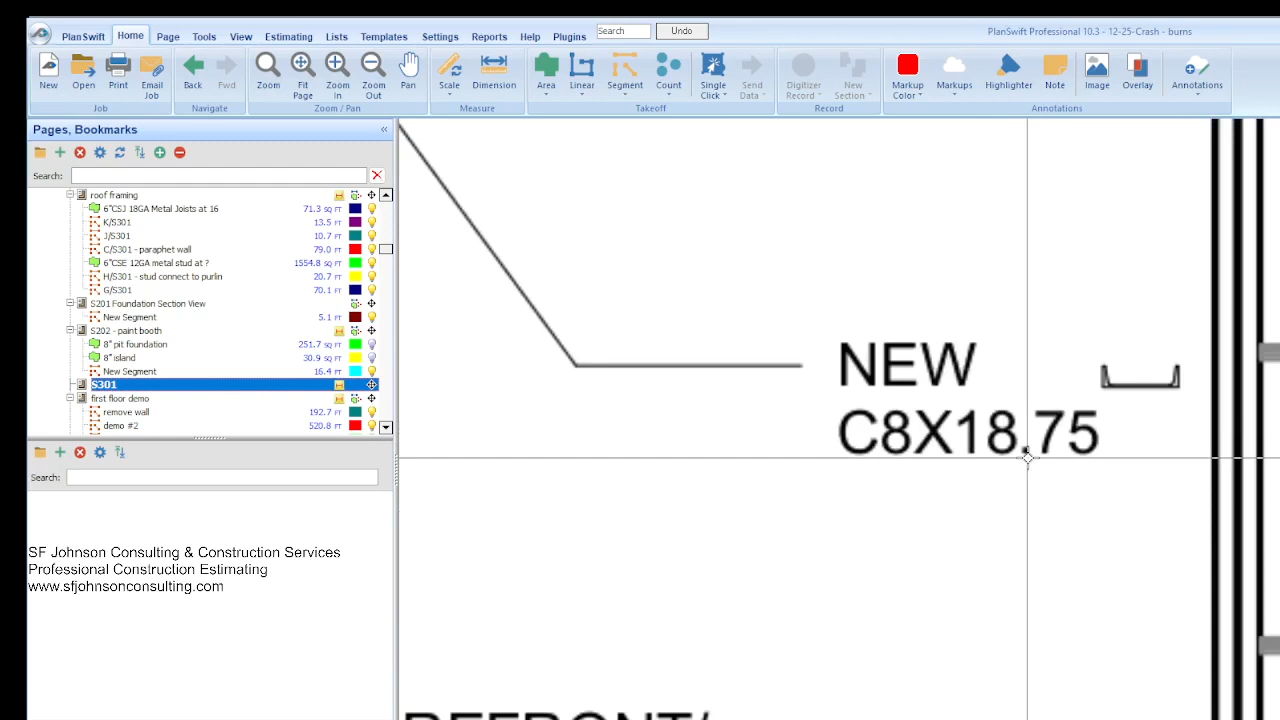 PlanSwift Home Page Tools View Estimating Lists Templates Settings Reports Help Plugins Search Undo PlanSwift Professional 10.3 - 12-25-Crash - burns
New Open Print Email Job Back Fwd Zoom Fit Page Zoom In Zoom Out Pan Scale Dimension Area Linear Segment Count Single Click Send Data Digitizer Record New Section Markup Color Markups Highlighter Note Image Overlay Annotations
Job Navigate Zoom / Pan Measure Takeoff Record Annotations
Pages, Bookmarks «
Search:
roof framing
6"CSJ 18GA Metal Joists at 16 71.3 SQ FT
K/S301 13.5 FT
J/S301 10.7 FT
C/S301 - paraphet wall 79.0 FT
6"CSE 12GA metal stud at ? 1554.8 SQ FT
H/S301 - stud connect to purlin 20.7 FT
G/S301 70.1 FT
S201 Foundation Section View
New Segment 5.1 FT
S202 - paint booth
8" pit foundation 251.7 SQ FT
8" island 30.9 SQ FT
New Segment 16.4 FT
S301
first floor demo
remove wall 192.7 FT
demo #2 520.8 FT
Search:
SF Johnson Consulting & Construction Services
Professional Construction Estimating
www.sfjohnsonconsulting.com
NEW
C8X18.75